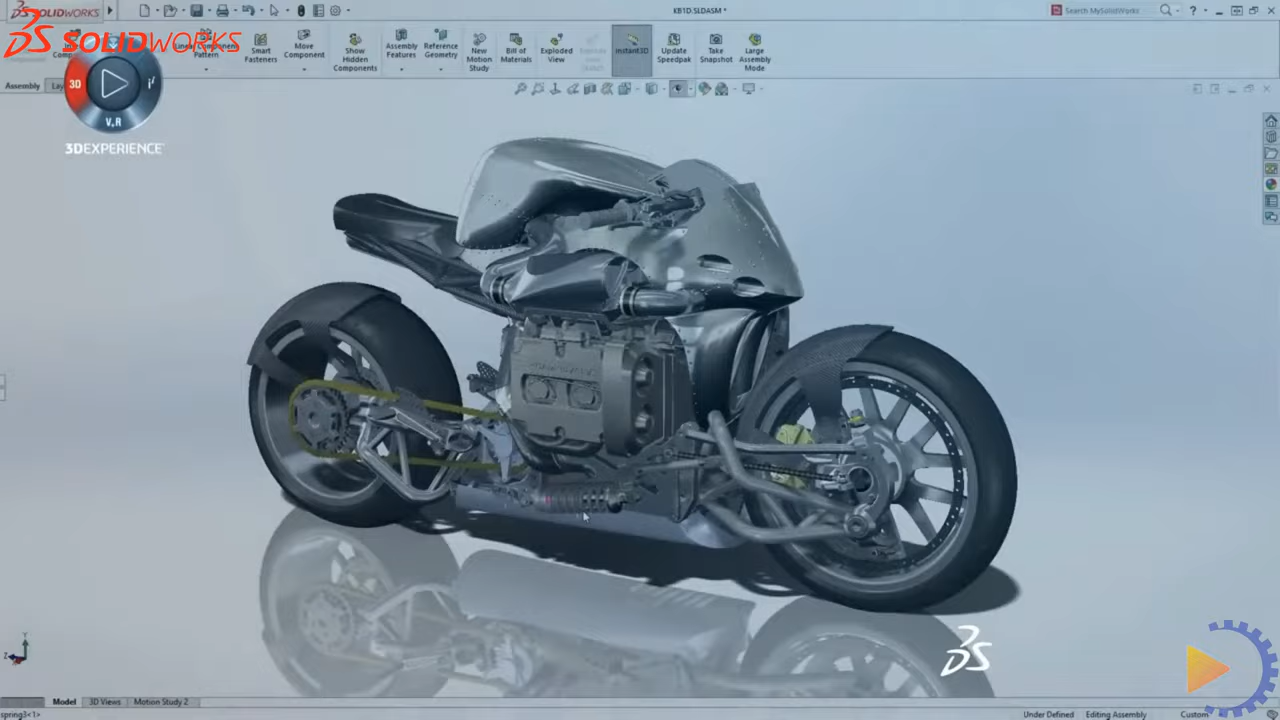 SOLIDWORKS
KB1D.SLDASM *
Search MySolidWorks
SOLIDWORKS
Linear Component Pattern
Smart Fasteners
Move Component
Show Hidden Components
Assembly Features
Reference Geometry
New Motion Study
Bill of Materials
Exploded View
Instant3D
Update Speedpak
Take Snapshot
Large Assembly Mode
Assembly
3D
V,R
3DEXPERIENCE
Model
3D Views
Motion Study 2
spring3<1>
Under Defined
Editing Assembly
Custom